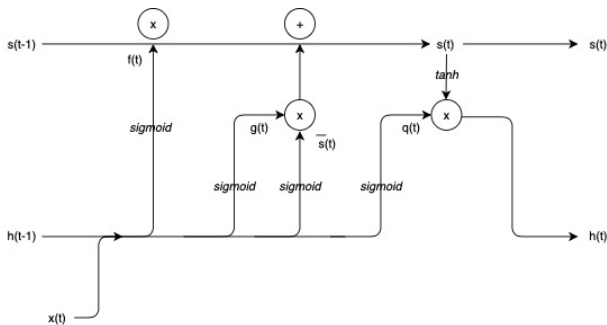 x
+
s(t-1)
s(t)
s(t)
f(t)
tanh
g(t)
x
s̅(t)
q(t)
x
sigmoid
sigmoid
sigmoid
sigmoid
h(t-1)
h(t)
x(t)